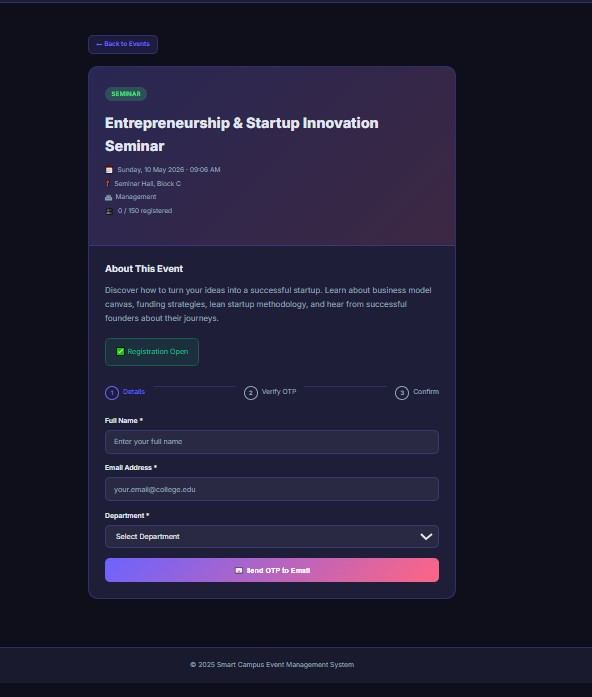 ← Back to Events
SEMINAR
Entrepreneurship & Startup Innovation
Seminar
Sunday, 10 May 2026 · 09:06 AM
Seminar Hall, Block C
Management
0 / 150 registered
About This Event
Discover how to turn your ideas into a successful startup. Learn about business model
canvas, funding strategies, lean startup methodology, and hear from successful
founders about their journeys.
✅ Registration Open
1 Details 2 Verify OTP 3 Confirm
Full Name *
Enter your full name
Email Address *
your.email@college.edu
Department *
Select Department
Send OTP to Email
© 2025 Smart Campus Event Management System